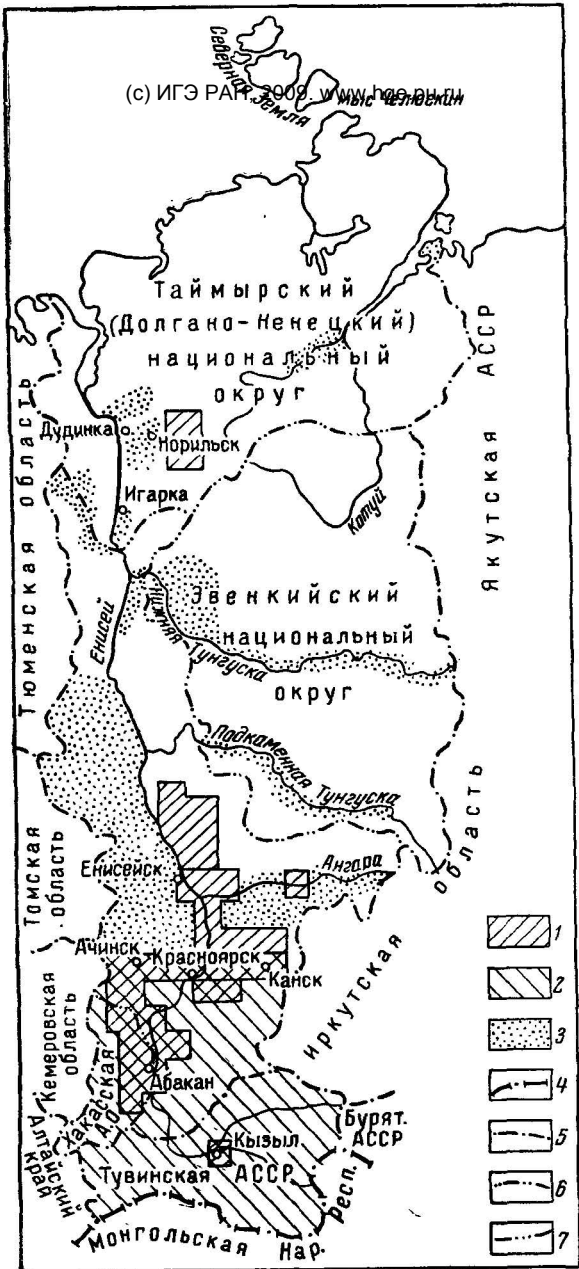 Северная Земля
(с) ИГЭ РАН, 2009. www.hge.pu.ru
мыс Челюскин
Таймырский
(Долгано-Ненецкий)
национальный
округ
АССР
Якутская
Тюменская область
Дудинка
Норильск
Игарка
Котуй
Эвенкийский
национальный
округ
Енисей
Нижняя Тунгуска
Подкаменная Тунгуска
Томская область
Енисейск
Ангара
область
иркутская
Ачинск
Красноярск
Канск
Кемеровская область
Хакасская
А.О.
Абакан
Алтайский край
Кызыл
Тувинская АССР
Бурят.
АССР
Монгольская Нар. Респ.
1
2
3
4
5
6
7